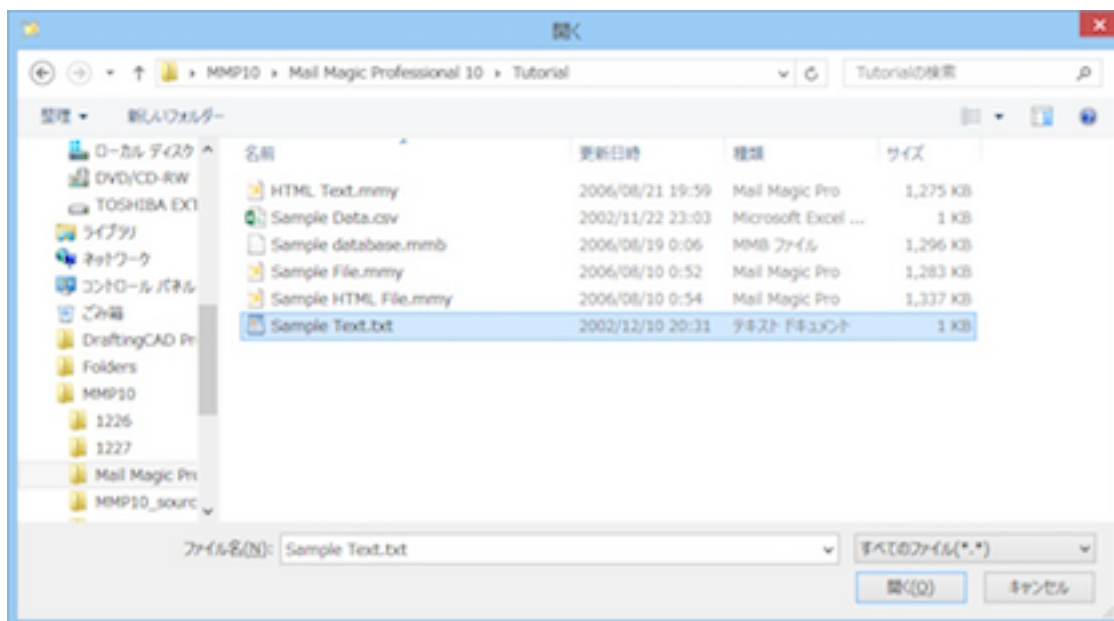 開く
MMP10 ▸ Mail Magic Professional 10 ▸ Tutorial
Tutorialの検索
整理 ▼ 新しいフォルダー
ローカル ディスク
DVD/CD-RW
TOSHIBA EXT
ライブラリ
ネットワーク
コントロール パネル
ごみ箱
DraftingCAD Pr
Folders
MMP10
1226
1227
Mail Magic Pro
MMP10_sourc
名前 更新日時 種類 サイズ
HTML Text.mmy 2006/08/21 19:59 Mail Magic Pro 1,275 KB
Sample Data.csv 2002/11/22 23:03 Microsoft Excel ... 1 KB
Sample database.mmb 2006/08/19 0:06 MMB ファイル 1,296 KB
Sample File.mmy 2006/08/10 0:52 Mail Magic Pro 1,283 KB
Sample HTML File.mmy 2006/08/10 0:54 Mail Magic Pro 1,337 KB
Sample Text.txt 2002/12/10 20:31 テキスト ドキュメント 1 KB
ファイル名(N): Sample Text.txt
すべてのファイル(*.*)
開く(O) キャンセル